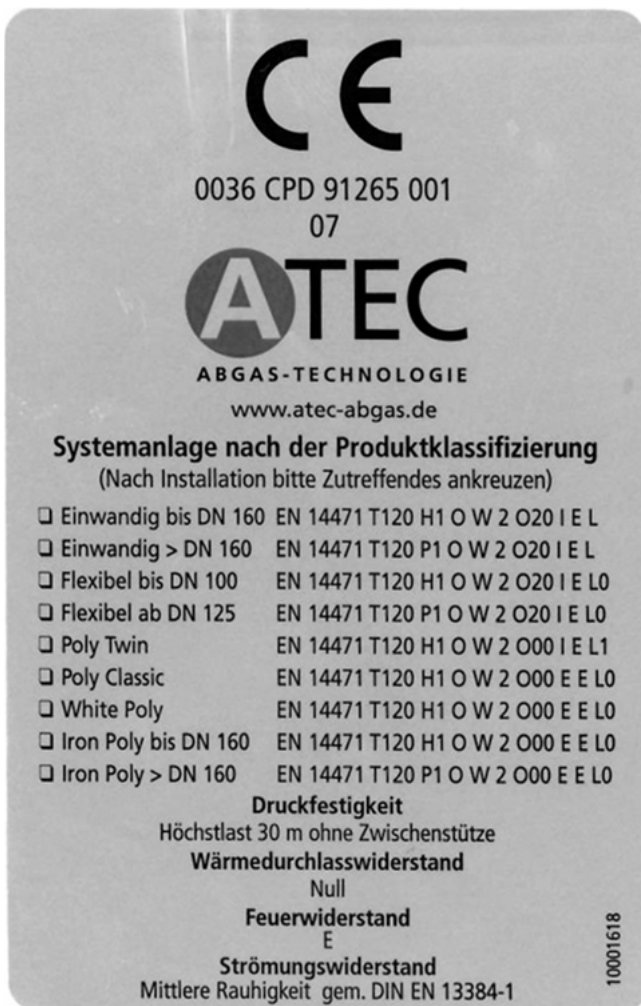 CE
0036 CPD 91265 001
07
ATEC
ABGAS-TECHNOLOGIE
www.atec-abgas.de
Systemanlage nach der Produktklassifizierung
(Nach Installation bitte Zutreffendes ankreuzen)
❑ Einwandig bis DN 160 EN 14471 T120 H1 O W 2 O20 I E L
❑ Einwandig > DN 160 EN 14471 T120 P1 O W 2 O20 I E L
❑ Flexibel bis DN 100 EN 14471 T120 H1 O W 2 O20 I E L0
❑ Flexibel ab DN 125 EN 14471 T120 P1 O W 2 O20 I E L0
❑ Poly Twin EN 14471 T120 H1 O W 2 O00 I E L1
❑ Poly Classic EN 14471 T120 H1 O W 2 O00 E E L0
❑ White Poly EN 14471 T120 H1 O W 2 O00 E E L0
❑ Iron Poly bis DN 160 EN 14471 T120 H1 O W 2 O00 E E L0
❑ Iron Poly > DN 160 EN 14471 T120 P1 O W 2 O00 E E L0
Druckfestigkeit
Höchstlast 30 m ohne Zwischenstütze
Wärmedurchlasswiderstand
Null
Feuerwiderstand
E
Strömungswiderstand
Mittlere Rauhigkeit gem. DIN EN 13384-1
10001618